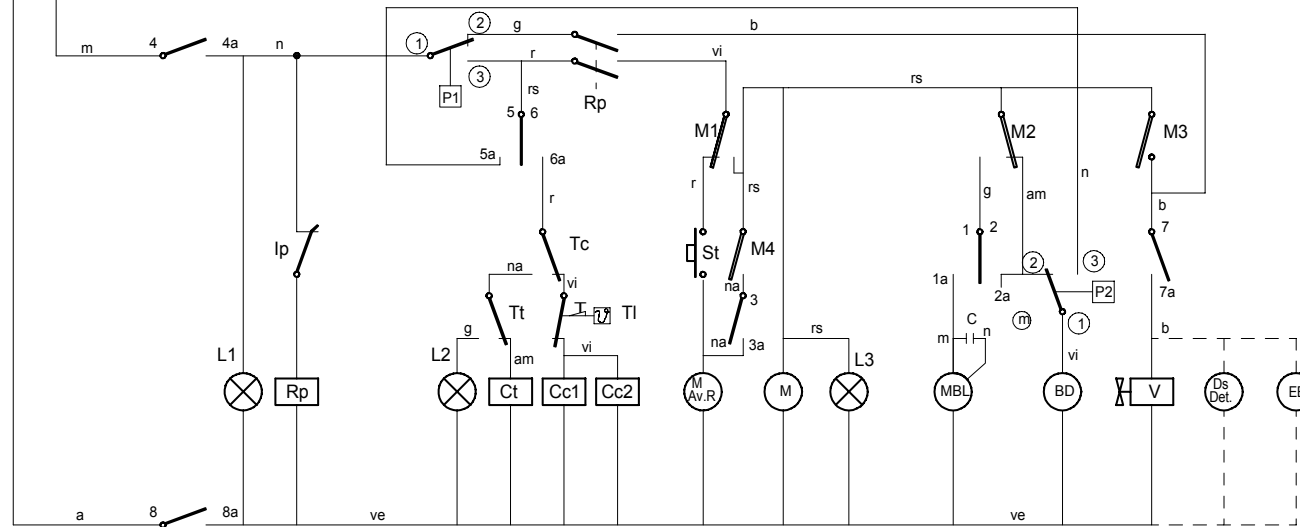 2
g
b
m
4
4a
n
1
r
vi
3
rs
P1
rs
Rp
5 6
M1
M2
M3
5a
6a
r
rs
g
am
n
r
b
Ip
Tc
St
M4
1 2
7
na
vi
na
1a
2
3
2a
P2
7a
Tt
Tl
3
m
1
g
na
3a
rs
C
m
n
b
L1
L2
am
vi
L3
vi
Rp
Ct
Cc1
Cc2
M
Av.R
M
MBL
BD
V
Ds
Det.
a
8
8a
ve
ve